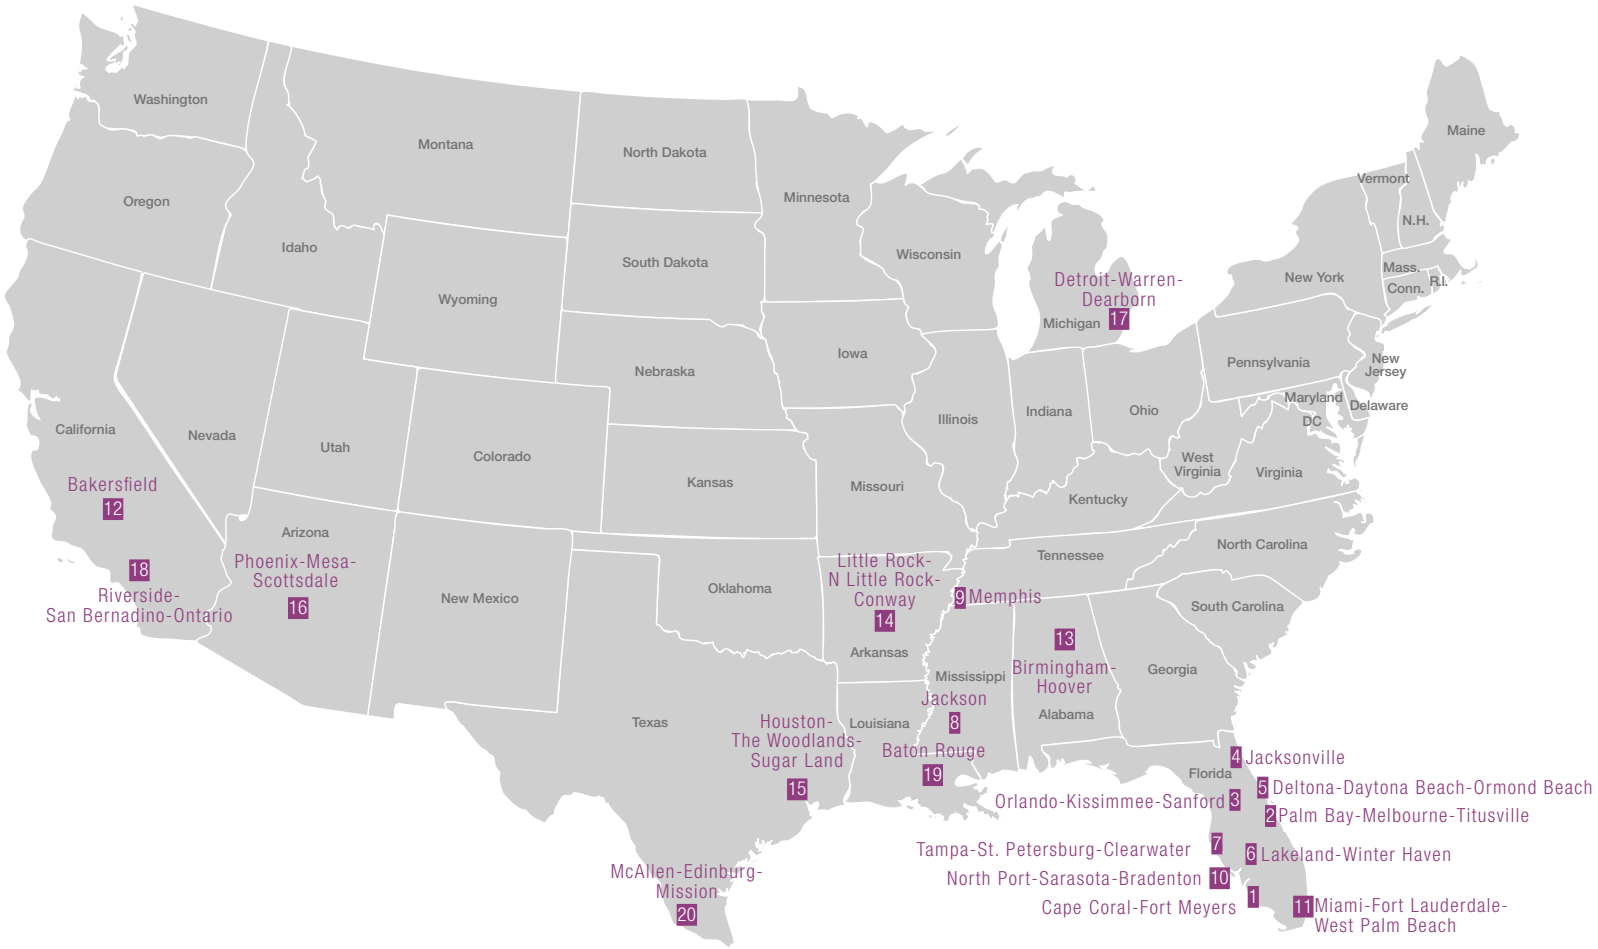 Washington
Montana
North Dakota
Minnesota
Maine
Vermont
N.H.
Oregon
Idaho
Wyoming
South Dakota
Wisconsin
Michigan
New York
Mass.
Conn.
R.I.
Detroit-Warren-
Dearborn
17
Iowa
Nebraska
Pennsylvania
New
Jersey
Maryland
Delaware
DC
California
Nevada
Utah
Colorado
Kansas
Missouri
Illinois
Indiana
Ohio
West
Virginia
Virginia
Kentucky
Bakersfield
12
18
Riverside-
San Bernadino-Ontario
Arizona
Phoenix-Mesa-
Scottsdale
16
New Mexico
Oklahoma
Little Rock-
N Little Rock-
Conway
14
Arkansas
Tennessee
9 Memphis
North Carolina
South Carolina
Georgia
13
Birmingham-
Hoover
Alabama
Mississippi
Jackson
8
Texas
Houston-
The Woodlands-
Sugar Land
15
Louisiana
Baton Rouge
19
McAllen-Edinburg-
Mission
20
4 Jacksonville
Florida
5 Deltona-Daytona Beach-Ormond Beach
Orlando-Kissimmee-Sanford 3
2 Palm Bay-Melbourne-Titusville
Tampa-St. Petersburg-Clearwater 7
6 Lakeland-Winter Haven
North Port-Sarasota-Bradenton 10
Cape Coral-Fort Meyers 1
11 Miami-Fort Lauderdale-
West Palm Beach